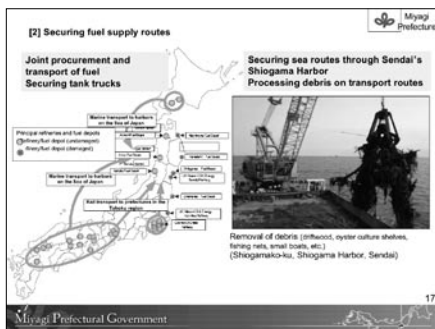 [2] Securing fuel supply routes
Miyagi
Prefecture
Joint procurement and
transport of fuel
Securing tank trucks
Securing sea routes through Sendai's
Shiogama Harbor
Processing debris on transport routes
Marine transport to harbors
on the Sea of Japan
Principal refineries and fuel depots
Refinery/fuel depot (undamaged)
Refinery/fuel depot (damaged)
Marine transport to harbors
on the Sea of Japan
Rail transport to prefectures in the
Tohoku region
Removal of debris (driftwood, oyster culture shelves,
fishing nets, small boats, etc.)
(Shiogamako-ku, Shiogama Harbor, Sendai)
17
Miyagi Prefectural Government